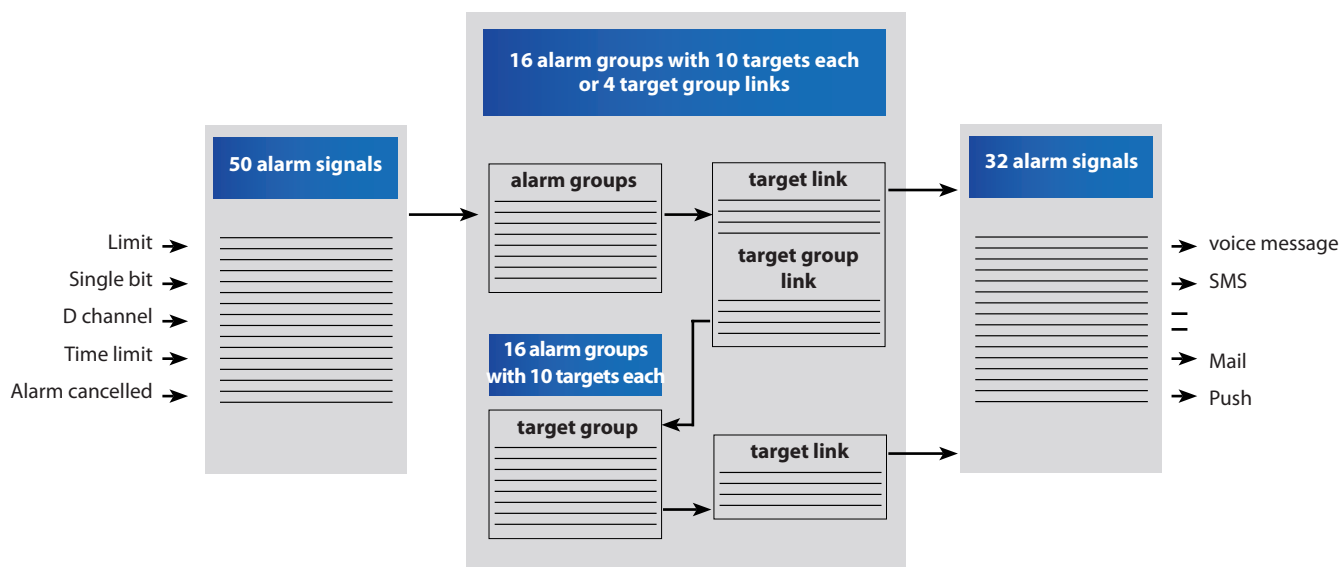 16 alarm groups with 10 targets each
or 4 target group links
50 alarm signals
Limit
Single bit
D channel
Time limit
Alarm cancelled
alarm groups
target link
target group
link
16 alarm groups
with 10 targets each
target group
target link
32 alarm signals
voice message
SMS
Mail
Push